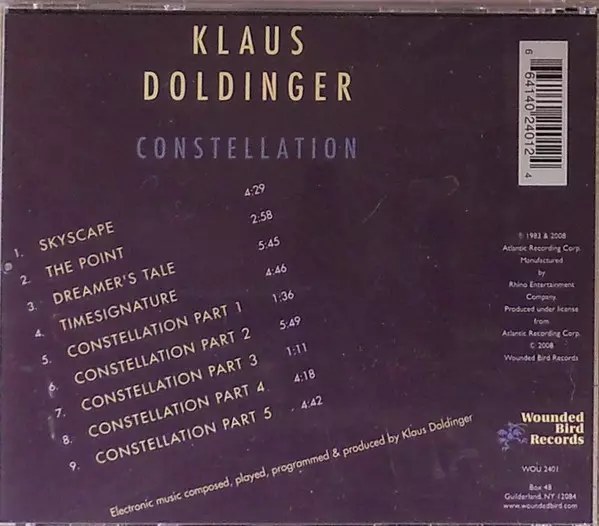 KLAUS
DOLDINGER
CONSTELLATION
1. SKYSCAPE 4:29
2. THE POINT 2:58
3. DREAMER'S TALE 5:45
4. TIMESIGNATURE 4:46
5. CONSTELLATION PART 1 1:36
6. CONSTELLATION PART 2 5:49
7. CONSTELLATION PART 3 1:11
8. CONSTELLATION PART 4 4:18
9. CONSTELLATION PART 5 4:42
Electronic music composed, played, programmed & produced by Klaus Doldinger
6 64140 24012 4
℗ 1983 & 2008
Atlantic Recording Corp.
Manufactured
by
Rhino Entertainment
Company.
Produced under license
from
Atlantic Recording Corp.
© 2008
Wounded Bird Records
Wounded
Bird
Records
WOU 2401
Box 48
Guilderland, NY 12084
www.woundedbird.com